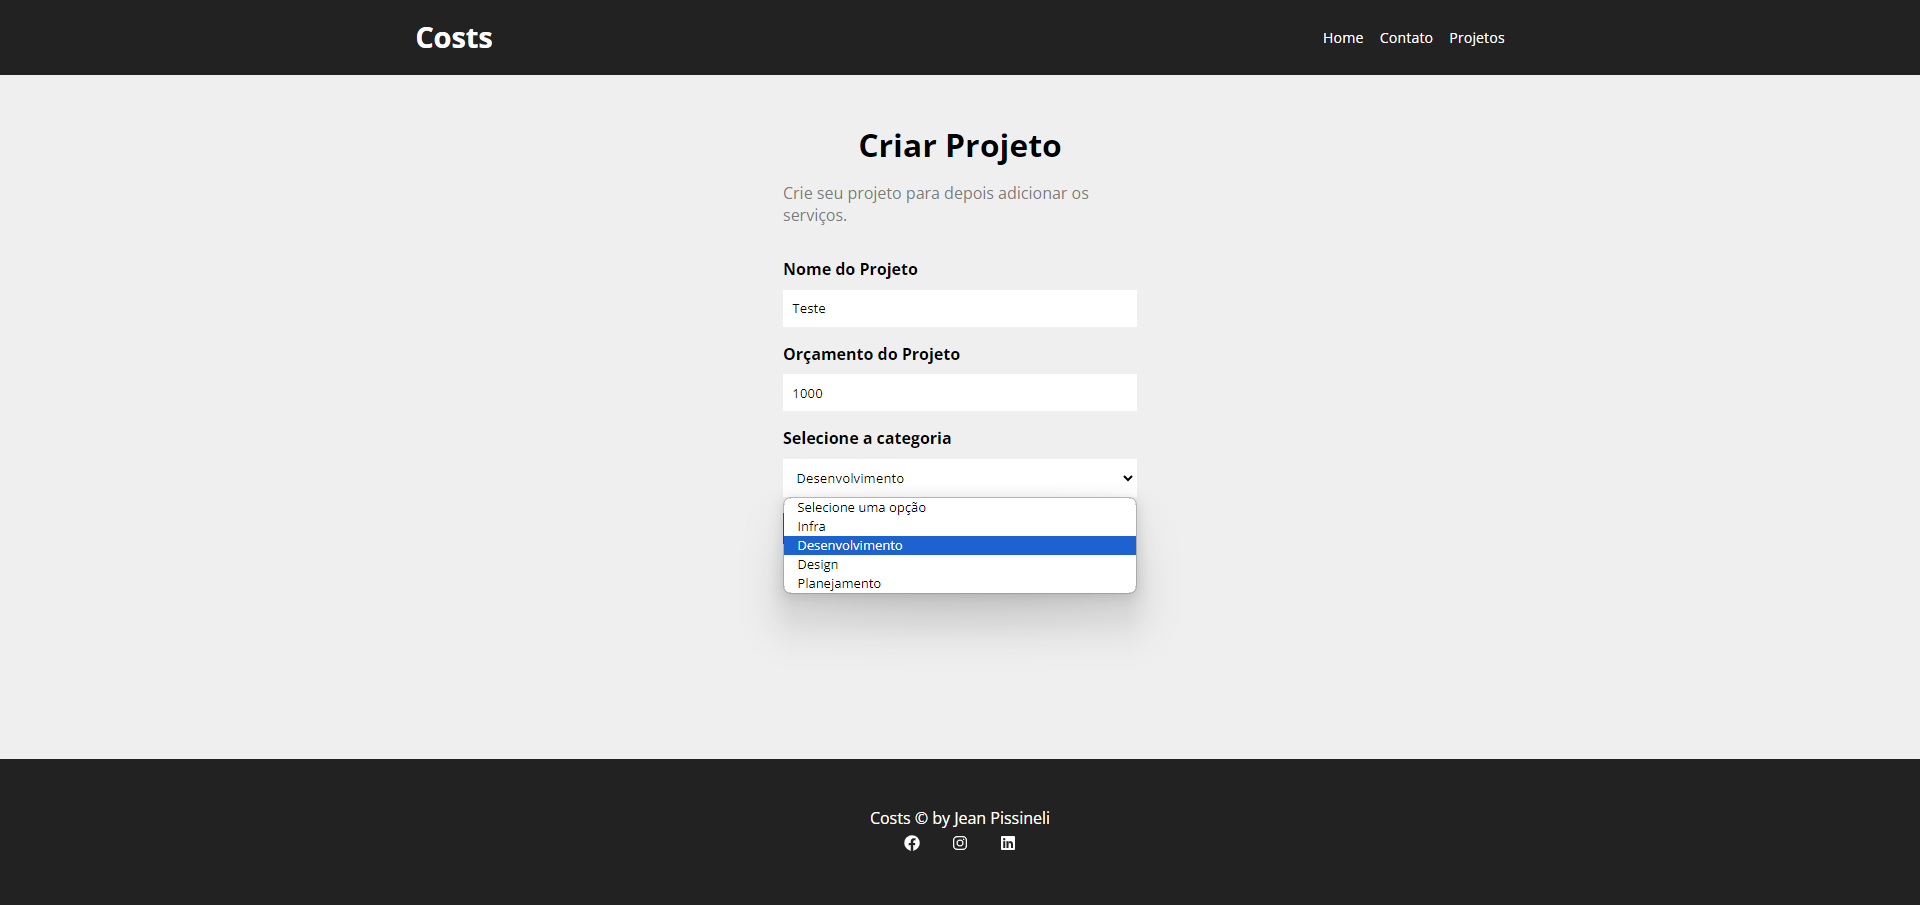 Costs
Home Contato Projetos
Criar Projeto
Crie seu projeto para depois adicionar os
serviços.
Nome do Projeto
Teste
Orçamento do Projeto
1000
Selecione a categoria
Desenvolvimento
Selecione uma opção
Infra
Desenvolvimento
Design
Planejamento
Costs © by Jean Pissineli